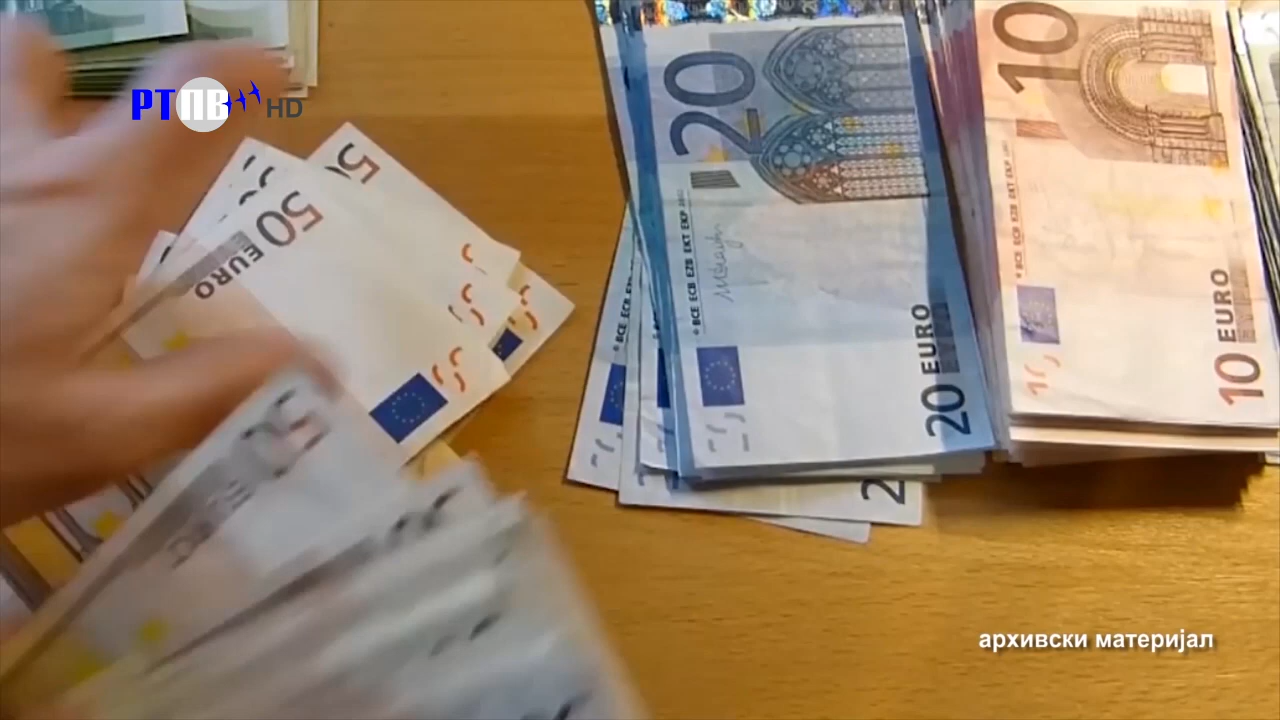 РТПВ HD
50 EURO
50
20
*BCE ECB EZB EKT EKP
20 EURO
10
*BCE ECB EZB EKT EKP
10 EURO
архивски материјал